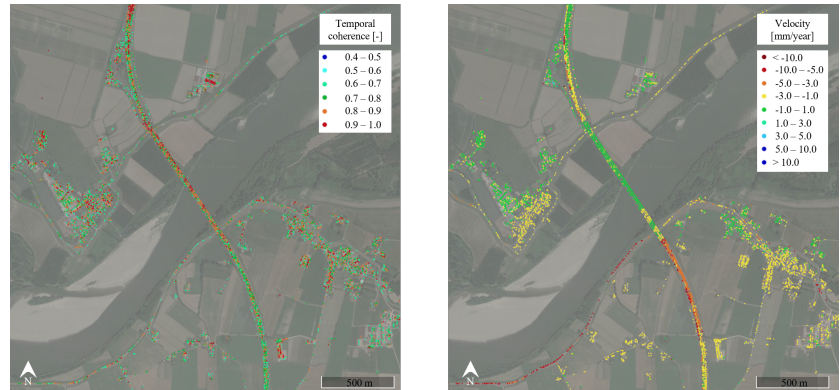 Temporal
coherence [-]
0.4 – 0.5
0.5 – 0.6
0.6 – 0.7
0.7 – 0.8
0.8 – 0.9
0.9 – 1.0
N
500 m
Velocity
[mm/year]
< -10.0
-10.0 – -5.0
-5.0 – -3.0
-3.0 – -1.0
-1.0 – 1.0
1.0 – 3.0
3.0 – 5.0
5.0 – 10.0
> 10.0
N
500 m